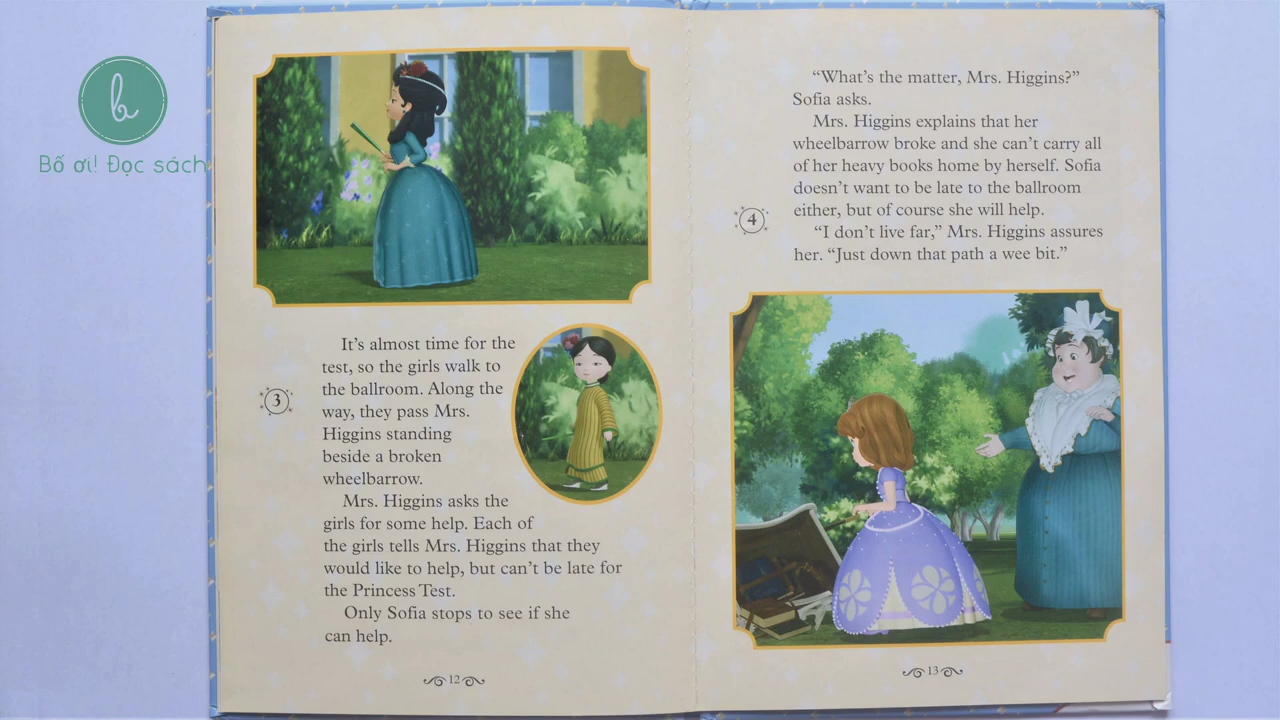 b
Bố ơi! Đọc sách
It's almost time for the
test, so the girls walk to
the ballroom. Along the
way, they pass Mrs.
Higgins standing
beside a broken
wheelbarrow.
3
Mrs. Higgins asks the
girls for some help. Each of
the girls tells Mrs. Higgins that they
would like to help, but can't be late for
the Princess Test.
Only Sofia stops to see if she
can help.
12
“What's the matter, Mrs. Higgins?”
Sofia asks.
Mrs. Higgins explains that her
wheelbarrow broke and she can't carry all
of her heavy books home by herself. Sofia
doesn't want to be late to the ballroom
either, but of course she will help.
4
“I don't live far,” Mrs. Higgins assures
her. “Just down that path a wee bit.”
13